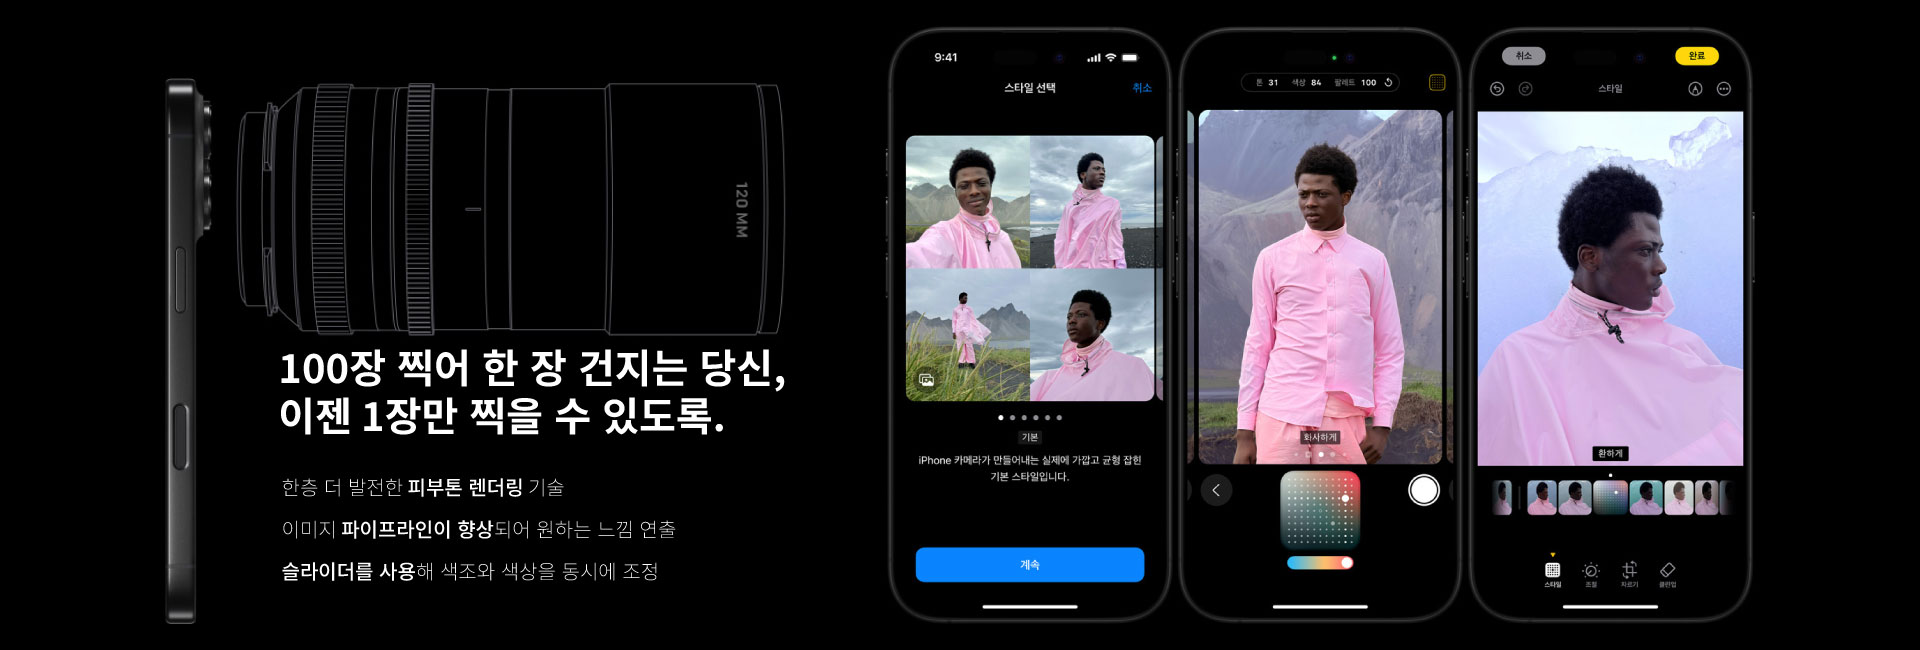 120 MM
100장 찍어 한 장 건지는 당신,
이젠 1장만 찍을 수 있도록.
한층 더 발전한 피부톤 렌더링 기술
이미지 파이프라인이 향상되어 원하는 느낌 연출
슬라이더를 사용해 색조와 색상을 동시에 조정
9:41
스타일 선택
취소
기본
iPhone 카메라가 만들어내는 실제에 가깝고 균형 잡힌
기본 스타일입니다.
계속
톤 31 색상 84 팔레트 100
화사하게
취소
완료
스타일
환하게
스타일
조절
자르기
클린업